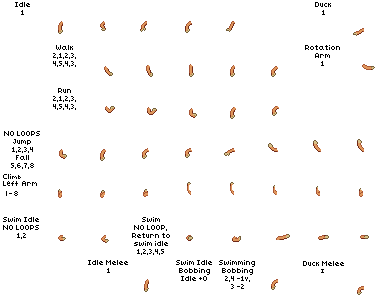 Idle
1
Duck
1
Walk
2,1,2,3,
4,5,4,3,
Rotation
Arm
1
Run
2,1,2,3,
4,5,4,3,
NO LOOPS
Jump
1,2,3,4
Fall
5,6,7,8
Climb
Left Arm
1-8
Swim Idle
NO LOOPS
1,2
Swim
NO LOOP,
Return to
swim idle
1,2,3,4,5
Swim Idle
Bobbing
Idle +0
Swimming
Bobbing
2,4 -1v,
3 -2
Idle Melee
1
Duck Melee
1